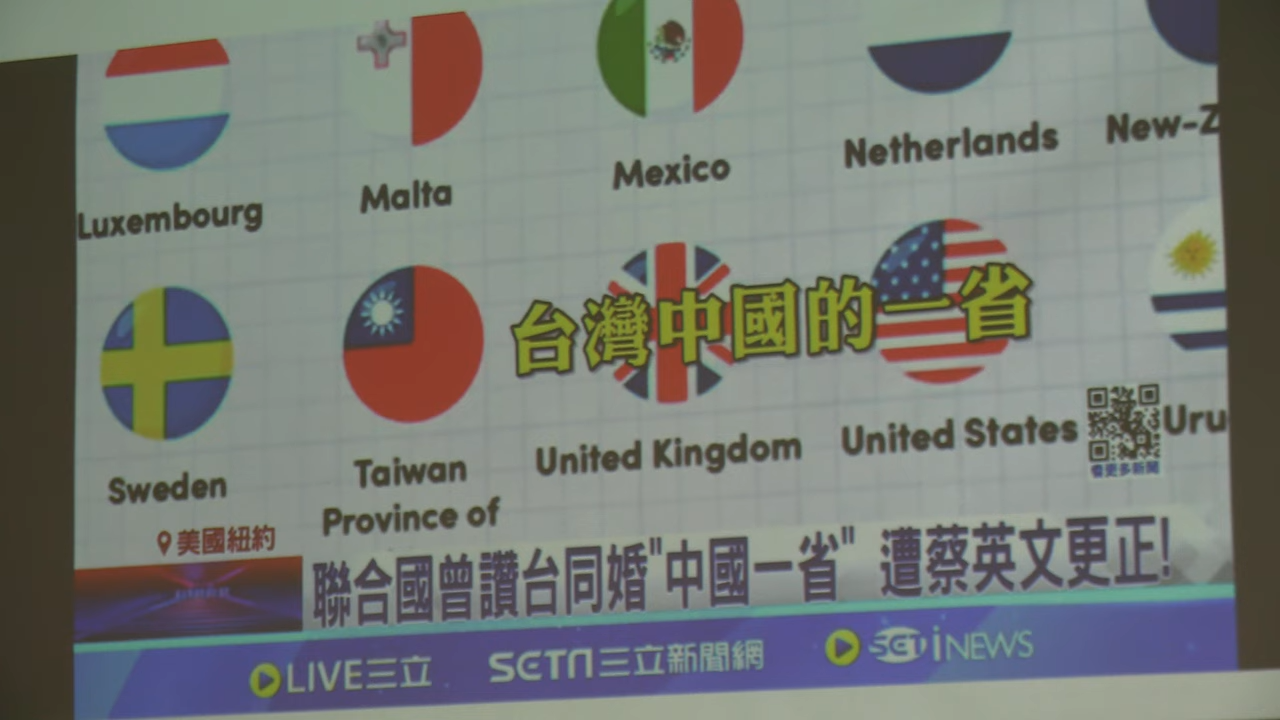 Luxembourg
Malta
Mexico
Netherlands
New-Z
Sweden
Taiwan
Province of
United Kingdom
United States
Uru
台灣中國的一省
看更多新聞
美國紐約
聯合國曾讚台同婚"中國一省" 遭蔡英文更正!
LIVE三立
SETN三立新聞網
SETi NEWS